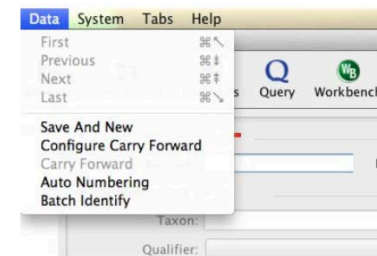 Data System Tabs Help
First ⌘↖
Previous ⌘⇞
Next ⌘⇟
Last ⌘↘
s Query Workbench
Save And New
Configure Carry Forward
Carry Forward
Auto Numbering
Batch Identify
Taxon:
Qualifier: